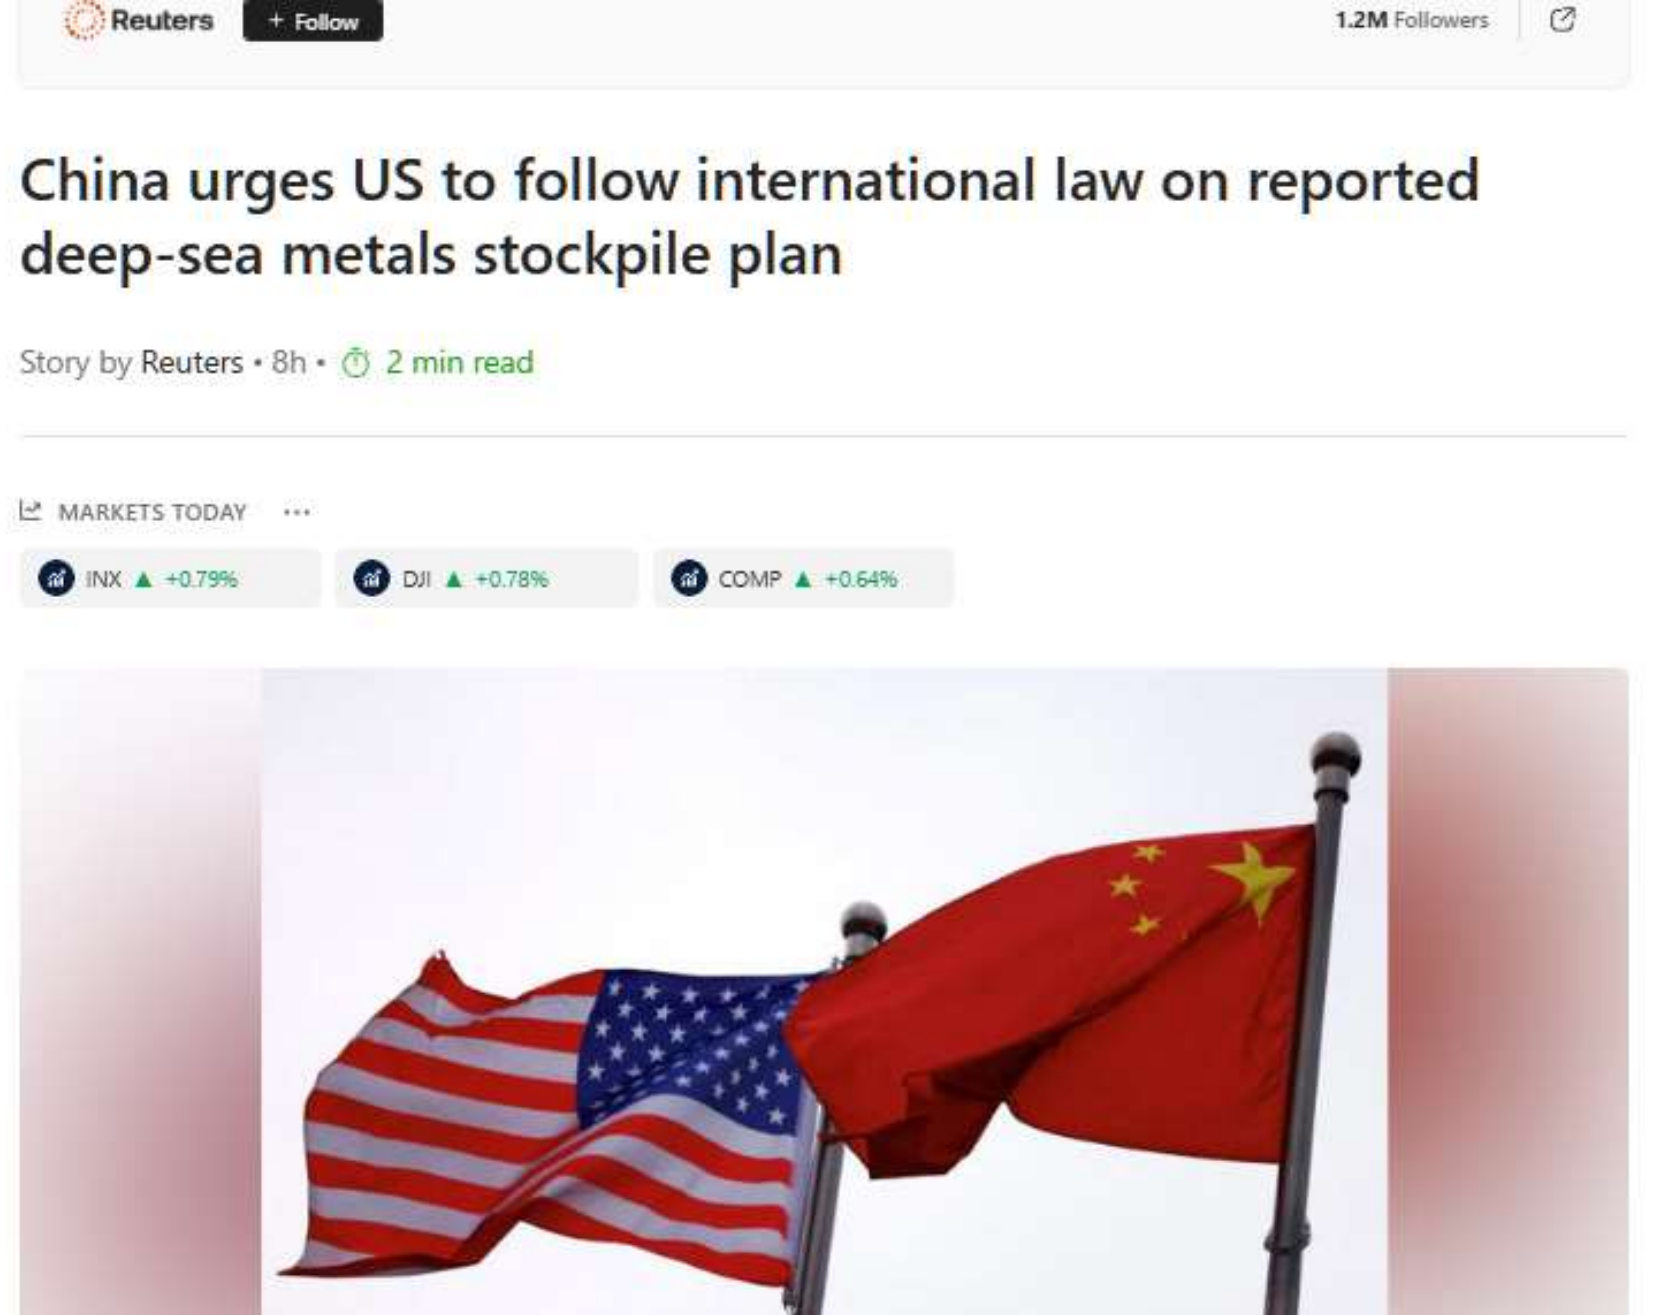 Reuters + Follow 1.2M Followers
China urges US to follow international law on reported
deep-sea metals stockpile plan
Story by Reuters • 8h • 2 min read
MARKETS TODAY ...
INX ▲ +0.79% DJI ▲ +0.78% COMP ▲ +0.64%